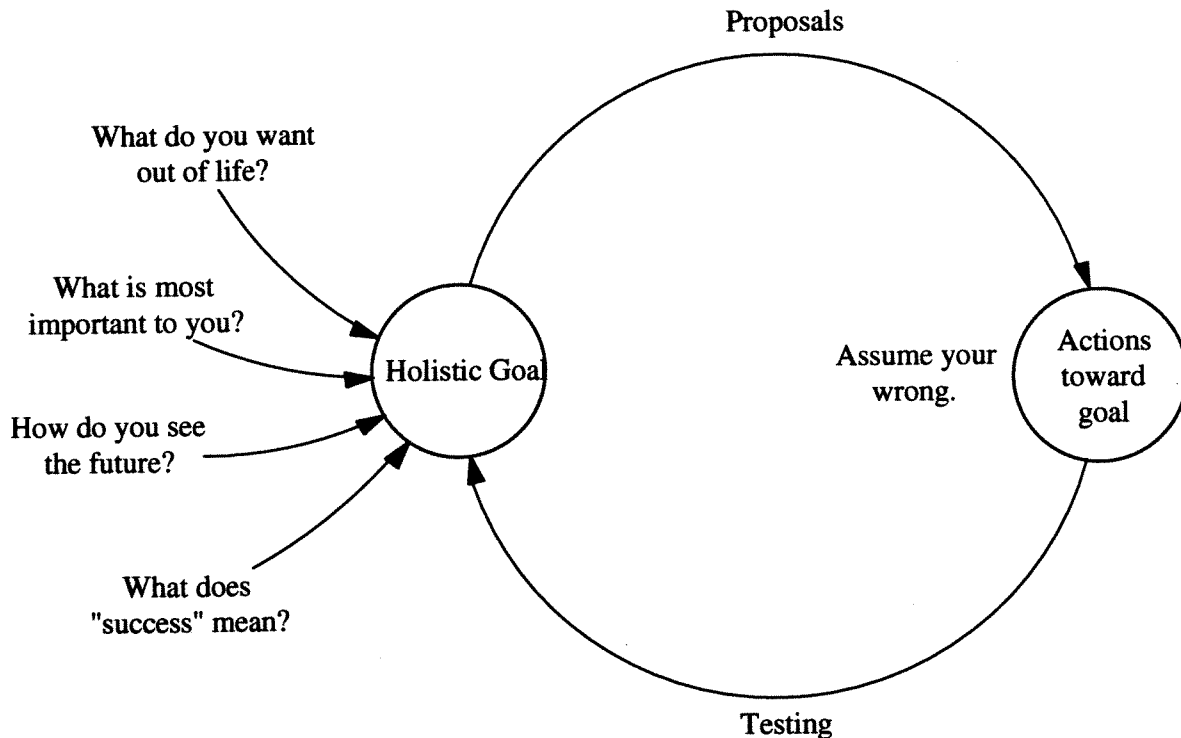 Proposals
What do you want
out of life?
What is most
important to you?
Holistic Goal
How do you see
the future?
What does
"success" mean?
Assume your
wrong.
Actions
toward
goal
Testing